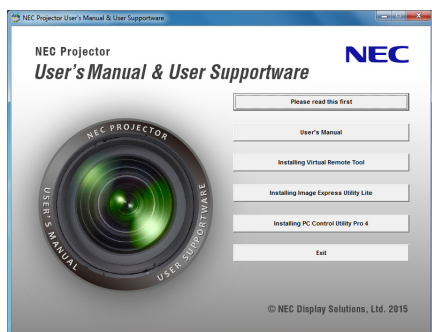 NEC Projector User's Manual & User Supportware
NEC Projector
NEC
User's Manual & User Supportware
Please read this first
User's Manual
Installing Virtual Remote Tool
Installing Image Express Utility Lite
Installing PC Control Utility Pro 4
Exit
NEC PROJECTOR
USER'S MANUAL
USER SUPPORTWARE
© NEC Display Solutions, Ltd. 2015